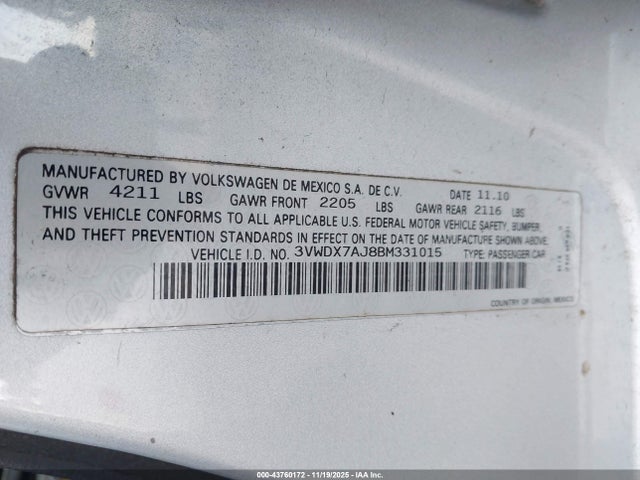 MANUFACTURED BY VOLKSWAGEN DE MEXICO S.A. DE C.V. DATE 11.10
GVWR 4211 LBS GAWR FRONT 2205 LBS GAWR REAR 2116 LBS
THIS VEHICLE CONFORMS TO ALL APPLICABLE U.S. FEDERAL MOTOR VEHICLE SAFETY, BUMPER,
AND THEFT PREVENTION STANDARDS IN EFFECT ON THE DATE OF MANUFACTURE SHOWN ABOVE.
VEHICLE I.D. NO. 3VWDX7AJ8BM331015 TYPE: PASSENGER CAR
COUNTRY OF ORIGIN, MEXICO
000-43760172 — 11/19/2025 — IAA Inc.